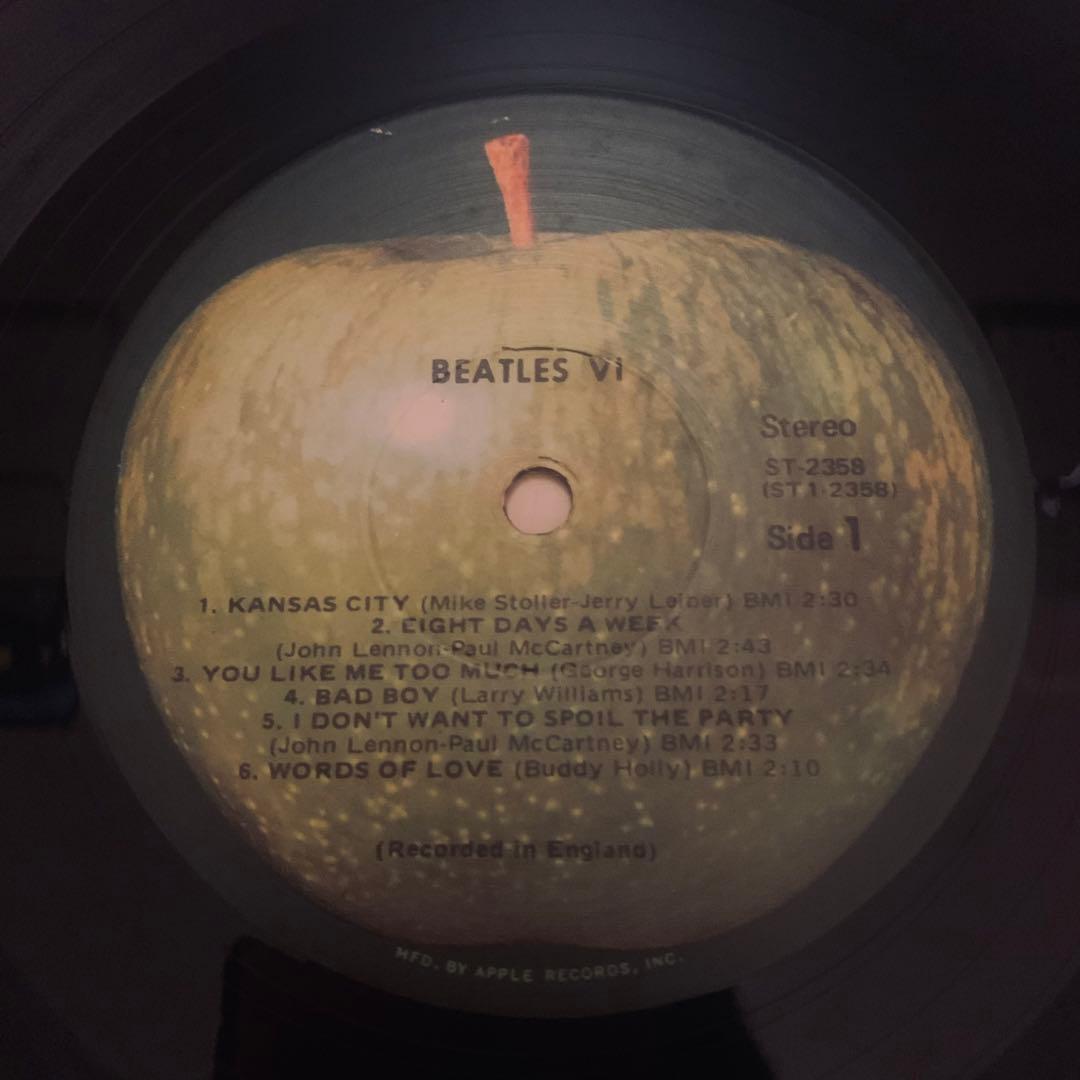 BEATLES VI
Stereo
ST-2358
(ST 1-2358)
Side 1
1. KANSAS CITY (Mike Stoller-Jerry Leiber) BMI 2:30
2. EIGHT DAYS A WEEK
(John Lennon-Paul McCartney) BMI 2:43
3. YOU LIKE ME TOO MUCH (George Harrison) BMI 2:34
4. BAD BOY (Larry Williams) BMI 2:17
5. I DON'T WANT TO SPOIL THE PARTY
(John Lennon-Paul McCartney) BMI 2:33
6. WORDS OF LOVE (Buddy Holly) BMI 2:10
(Recorded in England)
MFD. BY APPLE RECORDS, INC.